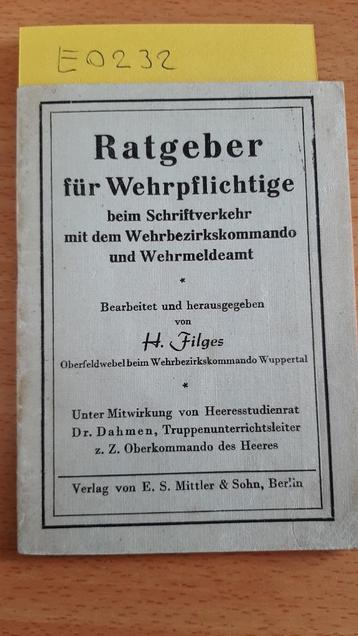 E0232
Ratgeber
für Wehrpflichtige
beim Schriftverkehr
mit dem Wehrbezirkskommando
und Wehrmeldeamt
*
Bearbeitet und herausgegeben
von
H. Filges
Oberfeldwebel beim Wehrbezirkskommando Wuppertal
*
Unter Mitwirkung von Heeresstudienrat
Dr. Dahmen, Truppenunterrichtsleiter
z. Z. Oberkommando des Heeres
Verlag von E. S. Mittler & Sohn, Berlin